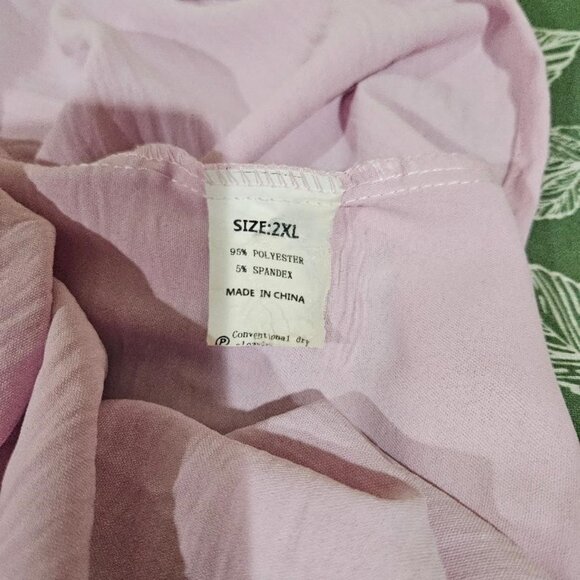 SIZE:2XL
95% POLYESTER
5% SPANDEX
MADE IN CHINA
P Conventional dry